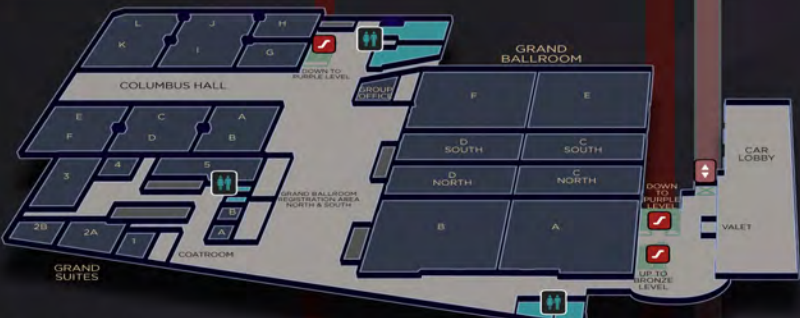 L
J
H
K
I
G
DOWN TO
PURPLE LEVEL
COLUMBUS HALL
GROUP
OFFICE
GRAND
BALLROOM
F
E
E
C
A
F
D
B
D
SOUTH
C
SOUTH
D
NORTH
C
NORTH
B
A
3
4
5
GRAND BALLROOM
REGISTRATION AREA
NORTH & SOUTH
B
A
2B
2A
1
COATROOM
GRAND
SUITES
DOWN
TO
PURPLE
LEVEL
UP TO
BRONZE
LEVEL
CAR
LOBBY
VALET